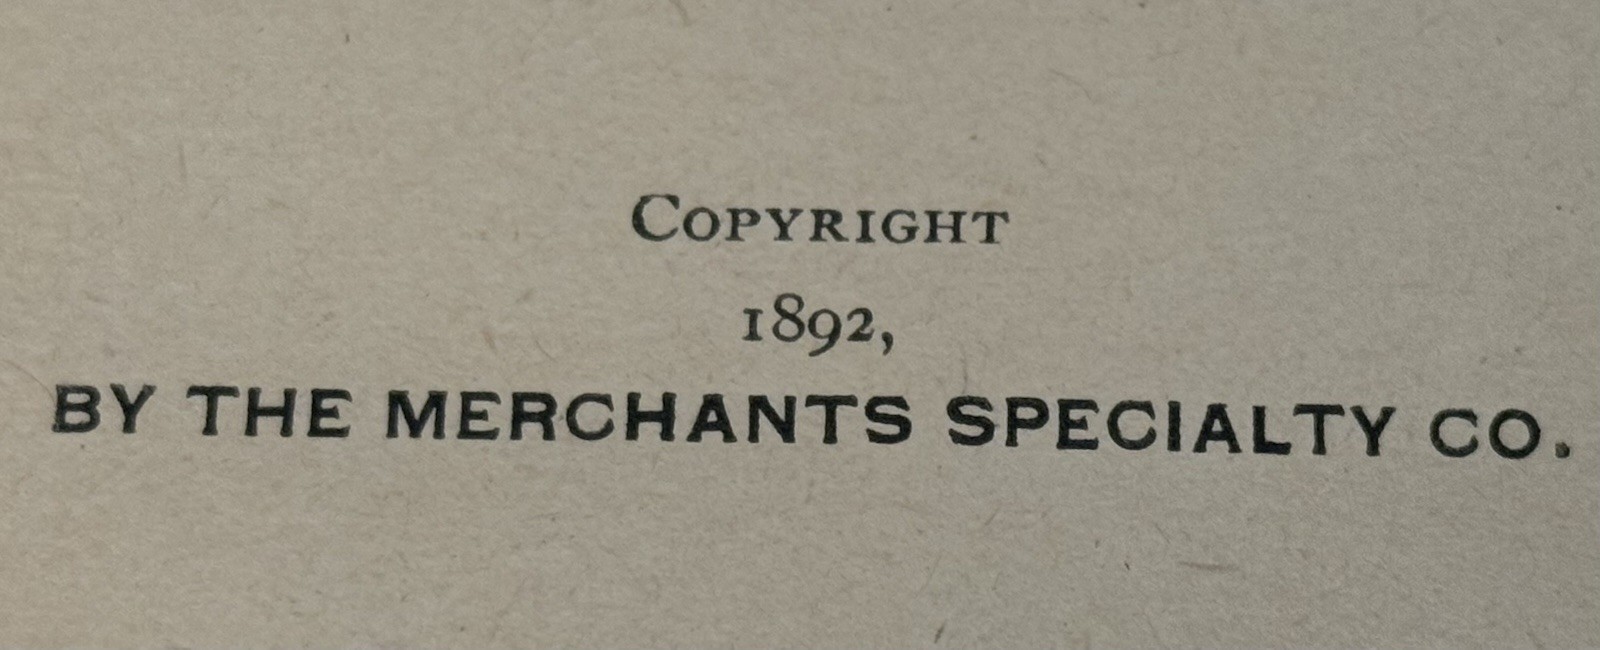 Copyright
1892,
BY THE MERCHANTS SPECIALTY CO.